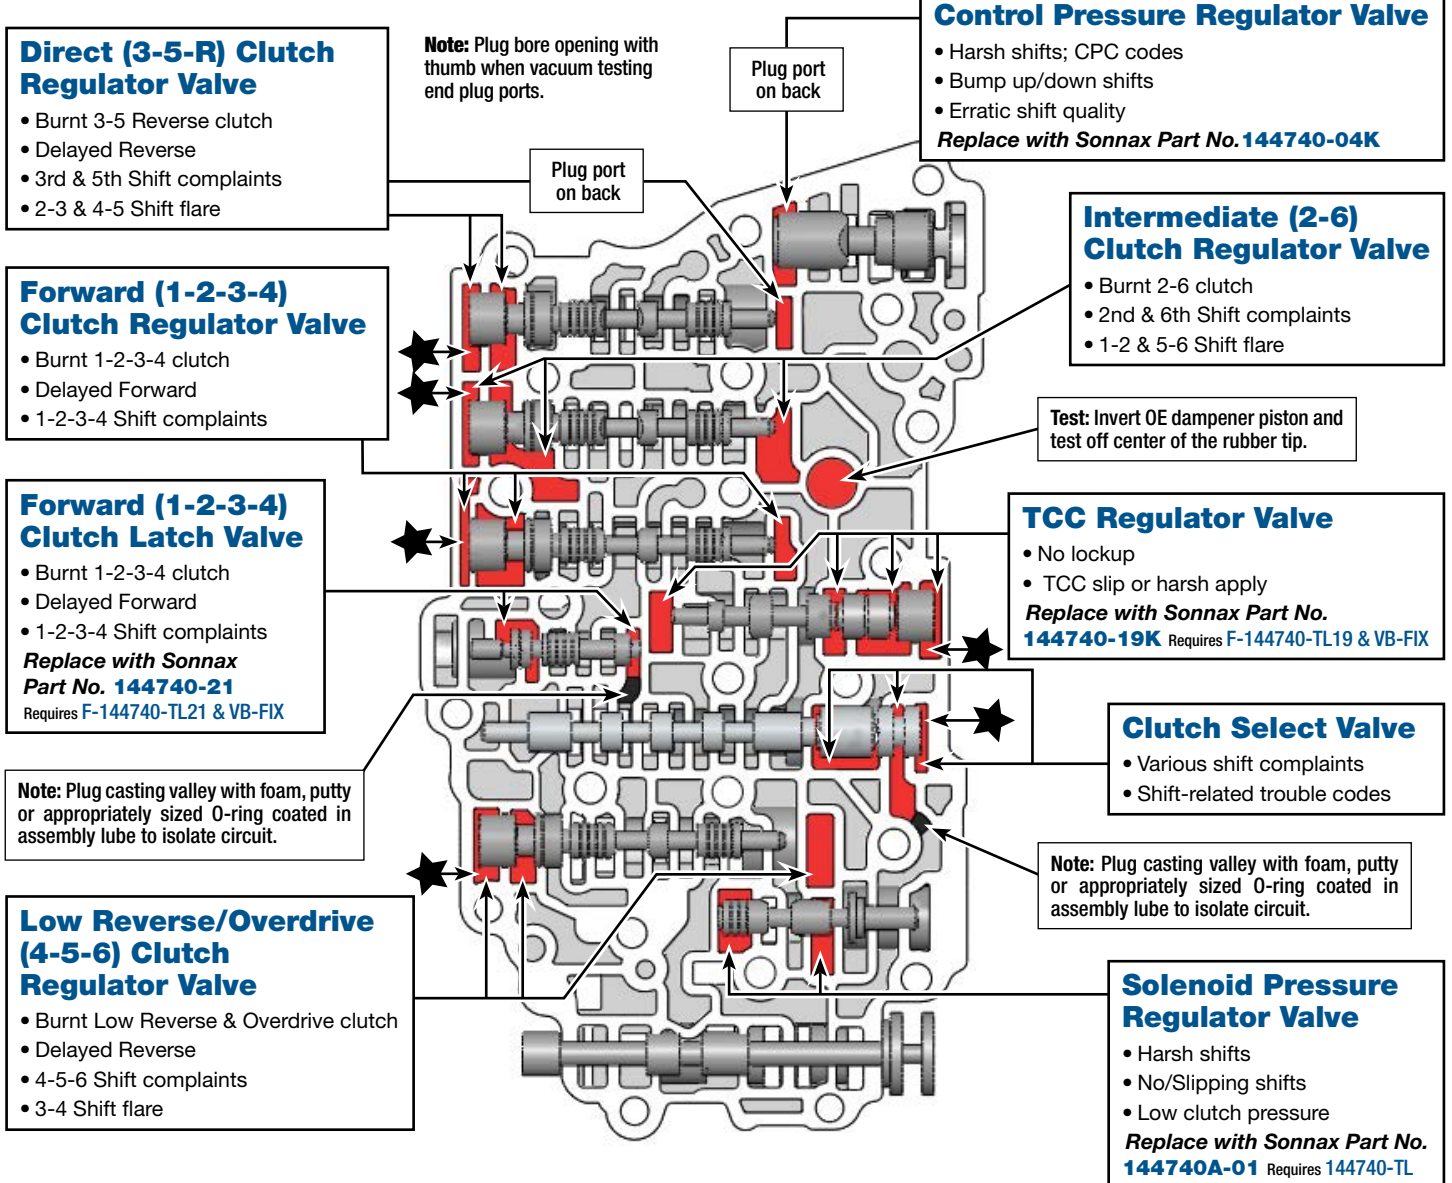 Direct (3-5-R) Clutch
Regulator Valve
• Burnt 3-5 Reverse clutch
• Delayed Reverse
• 3rd & 5th Shift complaints
• 2-3 & 4-5 Shift flare
Note: Plug bore opening with
thumb when vacuum testing
end plug ports.
Plug port
on back
Plug port
on back
Control Pressure Regulator Valve
• Harsh shifts; CPC codes
• Bump up/down shifts
• Erratic shift quality
Replace with Sonnax Part No. 144740-04K
Forward (1-2-3-4)
Clutch Regulator Valve
• Burnt 1-2-3-4 clutch
• Delayed Forward
• 1-2-3-4 Shift complaints
Intermediate (2-6)
Clutch Regulator Valve
• Burnt 2-6 clutch
• 2nd & 6th Shift complaints
• 1-2 & 5-6 Shift flare
Test: Invert OE dampener piston and
test off center of the rubber tip.
Forward (1-2-3-4)
Clutch Latch Valve
• Burnt 1-2-3-4 clutch
• Delayed Forward
• 1-2-3-4 Shift complaints
Replace with Sonnax
Part No. 144740-21
Requires F-144740-TL21 & VB-FIX
TCC Regulator Valve
• No lockup
• TCC slip or harsh apply
Replace with Sonnax Part No.
144740-19K Requires F-144740-TL19 & VB-FIX
Clutch Select Valve
• Various shift complaints
• Shift-related trouble codes
Note: Plug casting valley with foam, putty
or appropriately sized O-ring coated in
assembly lube to isolate circuit.
Note: Plug casting valley with foam, putty
or appropriately sized O-ring coated in
assembly lube to isolate circuit.
Low Reverse/Overdrive
(4-5-6) Clutch
Regulator Valve
• Burnt Low Reverse & Overdrive clutch
• Delayed Reverse
• 4-5-6 Shift complaints
• 3-4 Shift flare
Solenoid Pressure
Regulator Valve
• Harsh shifts
• No/Slipping shifts
• Low clutch pressure
Replace with Sonnax Part No.
144740A-01 Requires 144740-TL